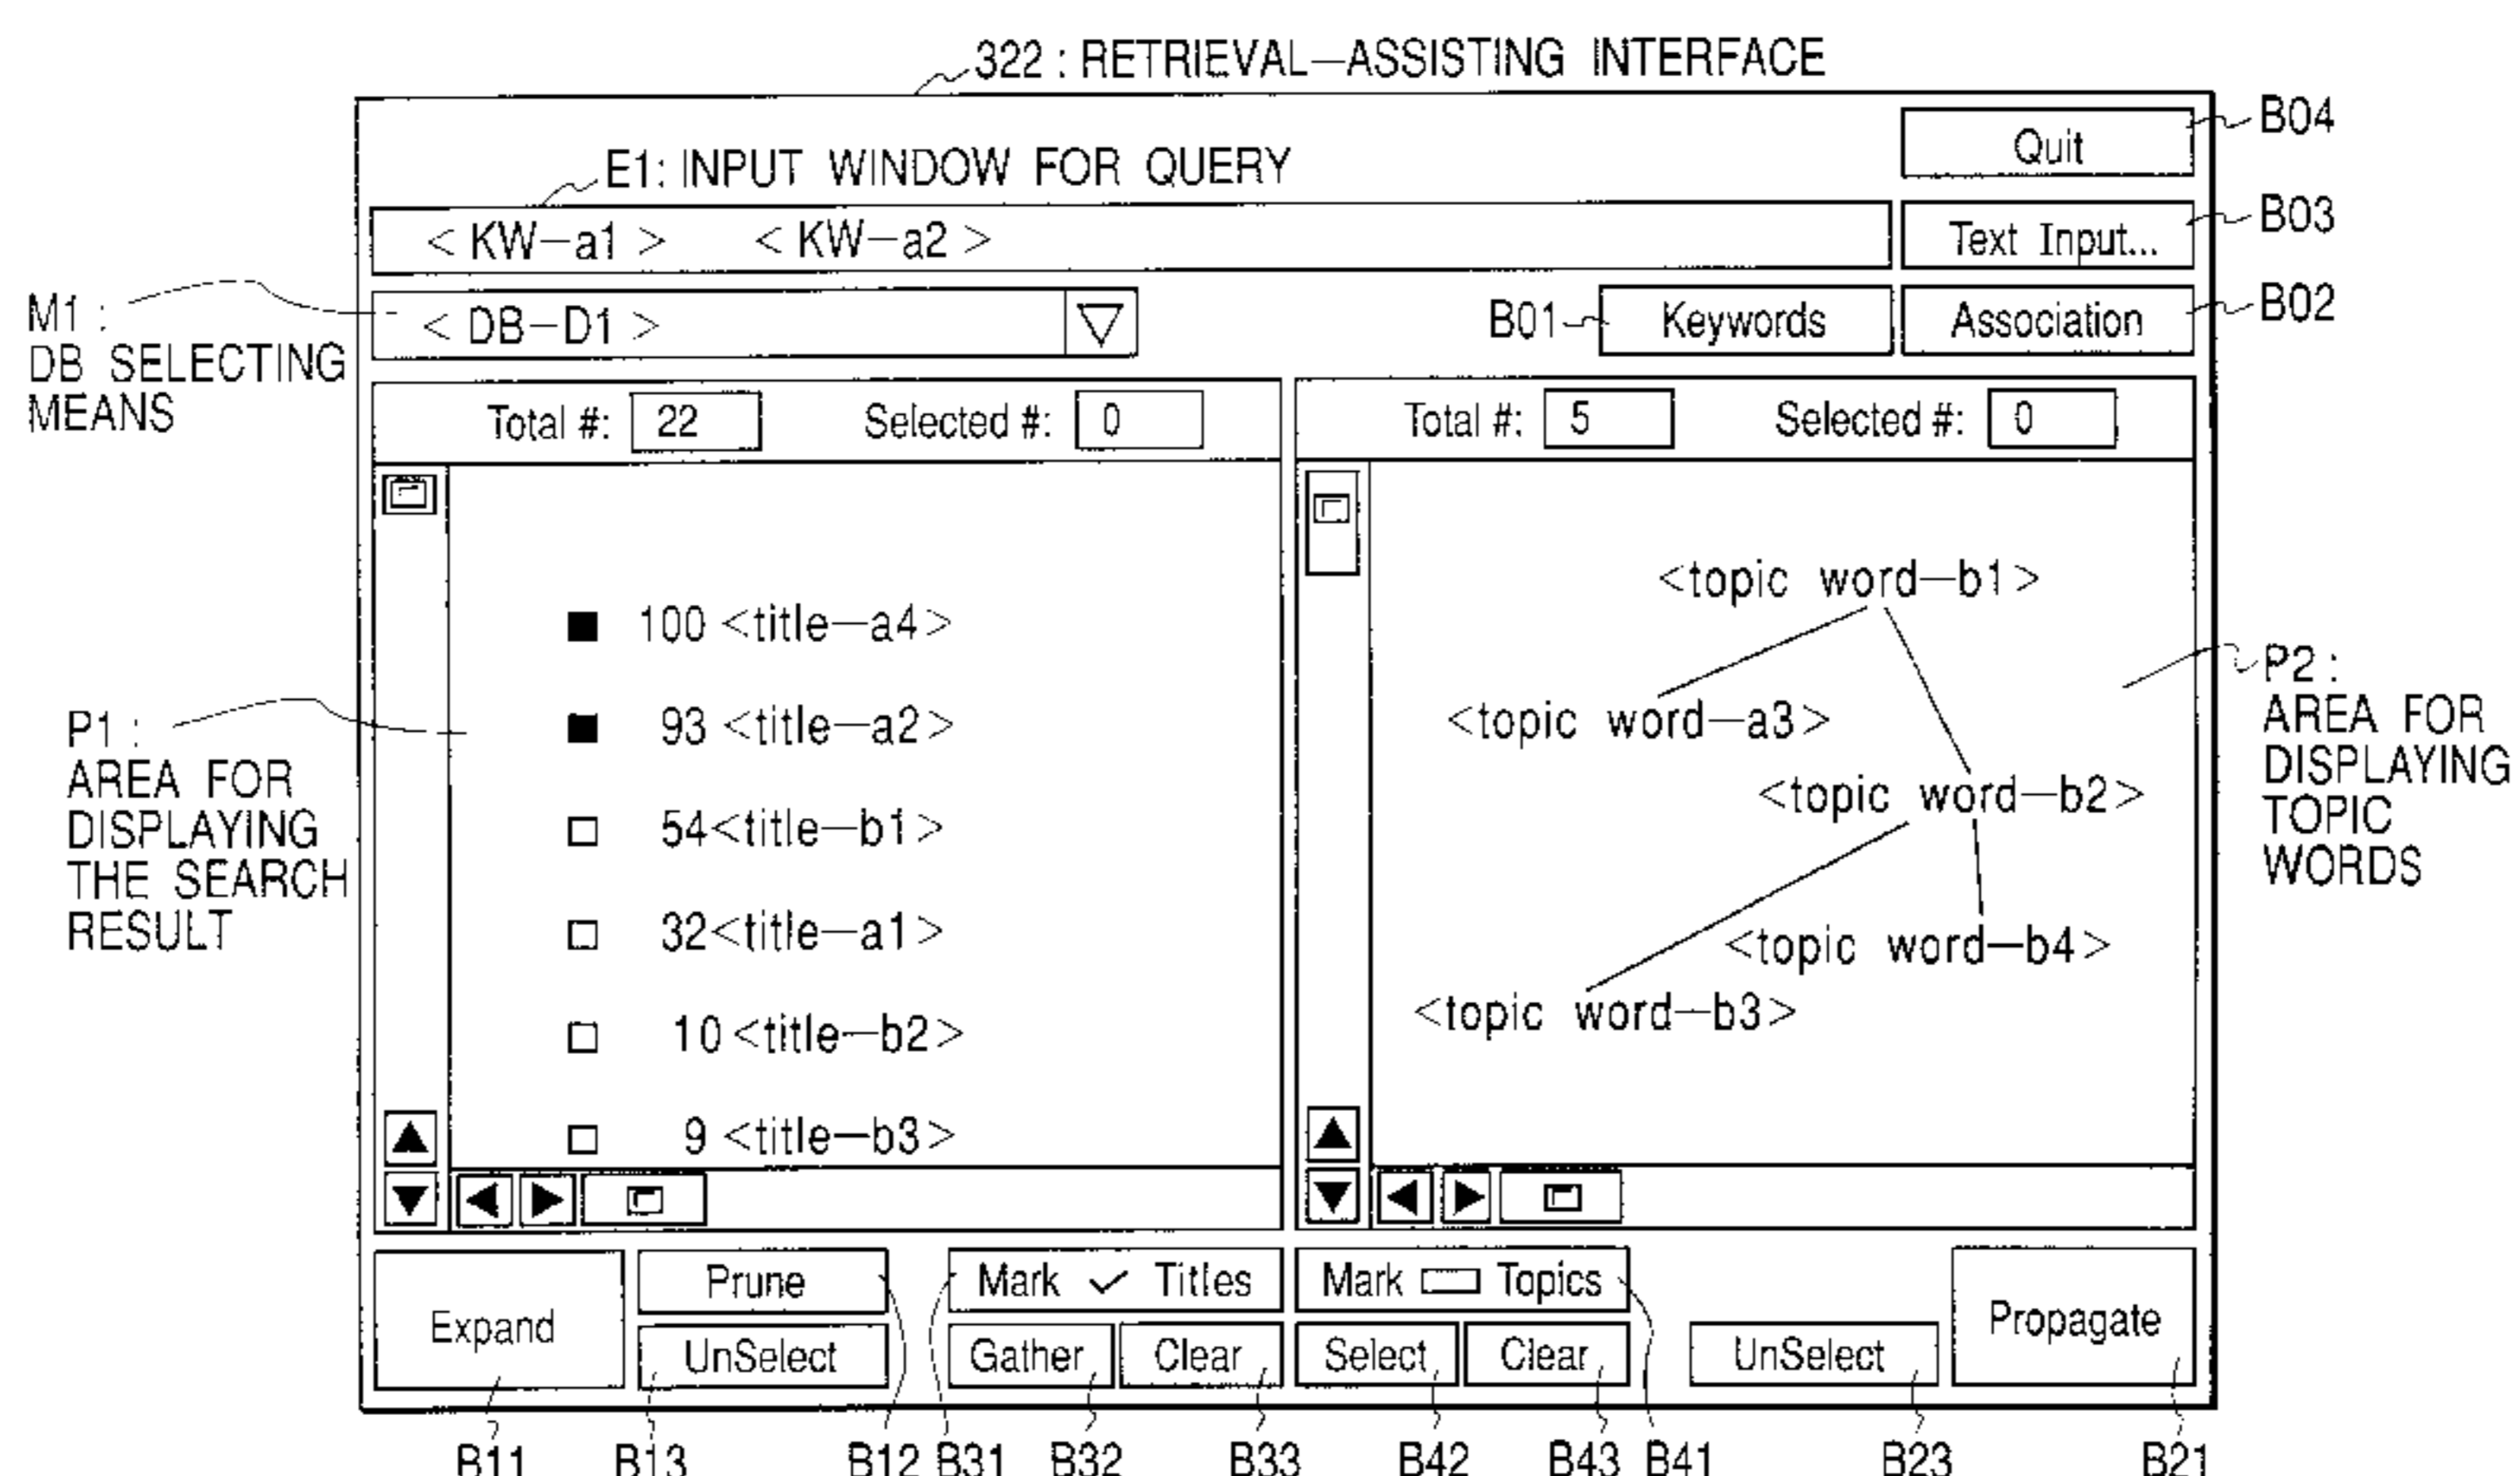 322 : RETRIEVAL—ASSISTING INTERFACE
Quit
B04
E1: INPUT WINDOW FOR QUERY
< KW—a1 > < KW—a2 >
Text Input...
B03
M1 :
DB SELECTING
MEANS
< DB—D1 >
B01
Keywords
Association
B02
Total #: 22 Selected #: 0
Total #: 5 Selected #: 0
P1 :
AREA FOR
DISPLAYING
THE SEARCH
RESULT
100 <title—a4>
93 <title—a2>
54<title—b1>
32<title—a1>
10 <title—b2>
9 <title—b3>
<topic word—b1>
<topic word—a3>
<topic word—b2>
<topic word—b4>
<topic word—b3>
P2 :
AREA FOR
DISPLAYING
TOPIC
WORDS
Expand
Prune
UnSelect
Mark ✓ Titles
Gather Clear
Mark Topics
Select Clear
UnSelect
Propagate
B11 B13 B12 B31 B32 B33 B42 B43 B41 B23 B21